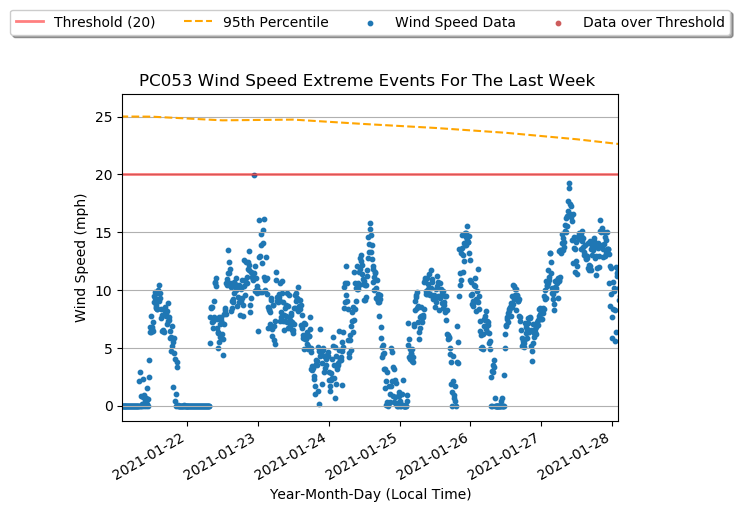 Threshold (20) 95th Percentile Wind Speed Data Data over Threshold
PC053 Wind Speed Extreme Events For The Last Week
25
20
15
10
5
0
Wind Speed (mph)
2021-01-22 2021-01-23 2021-01-24 2021-01-25 2021-01-26 2021-01-27 2021-01-28
Year-Month-Day (Local Time)